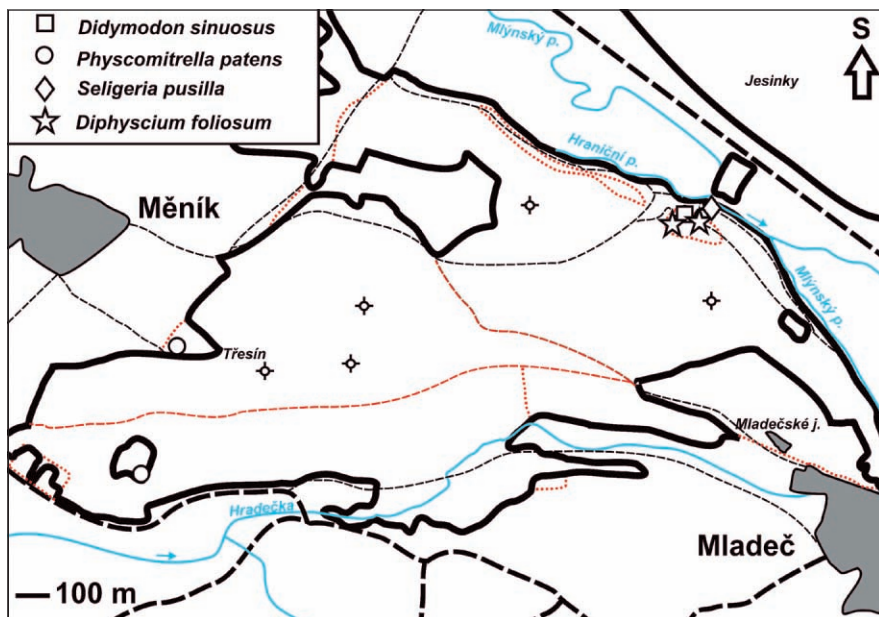 Didymodon sinuosus
Physcomitrella patens
Seligeria pusilla
Diphyscium foliosum
Mlýnský p.
Jesinky
S
Hraniční p.
Měník
Mlýnský p.
Třesín
Mladečské j.
Hradečka
Mladeč
100 m